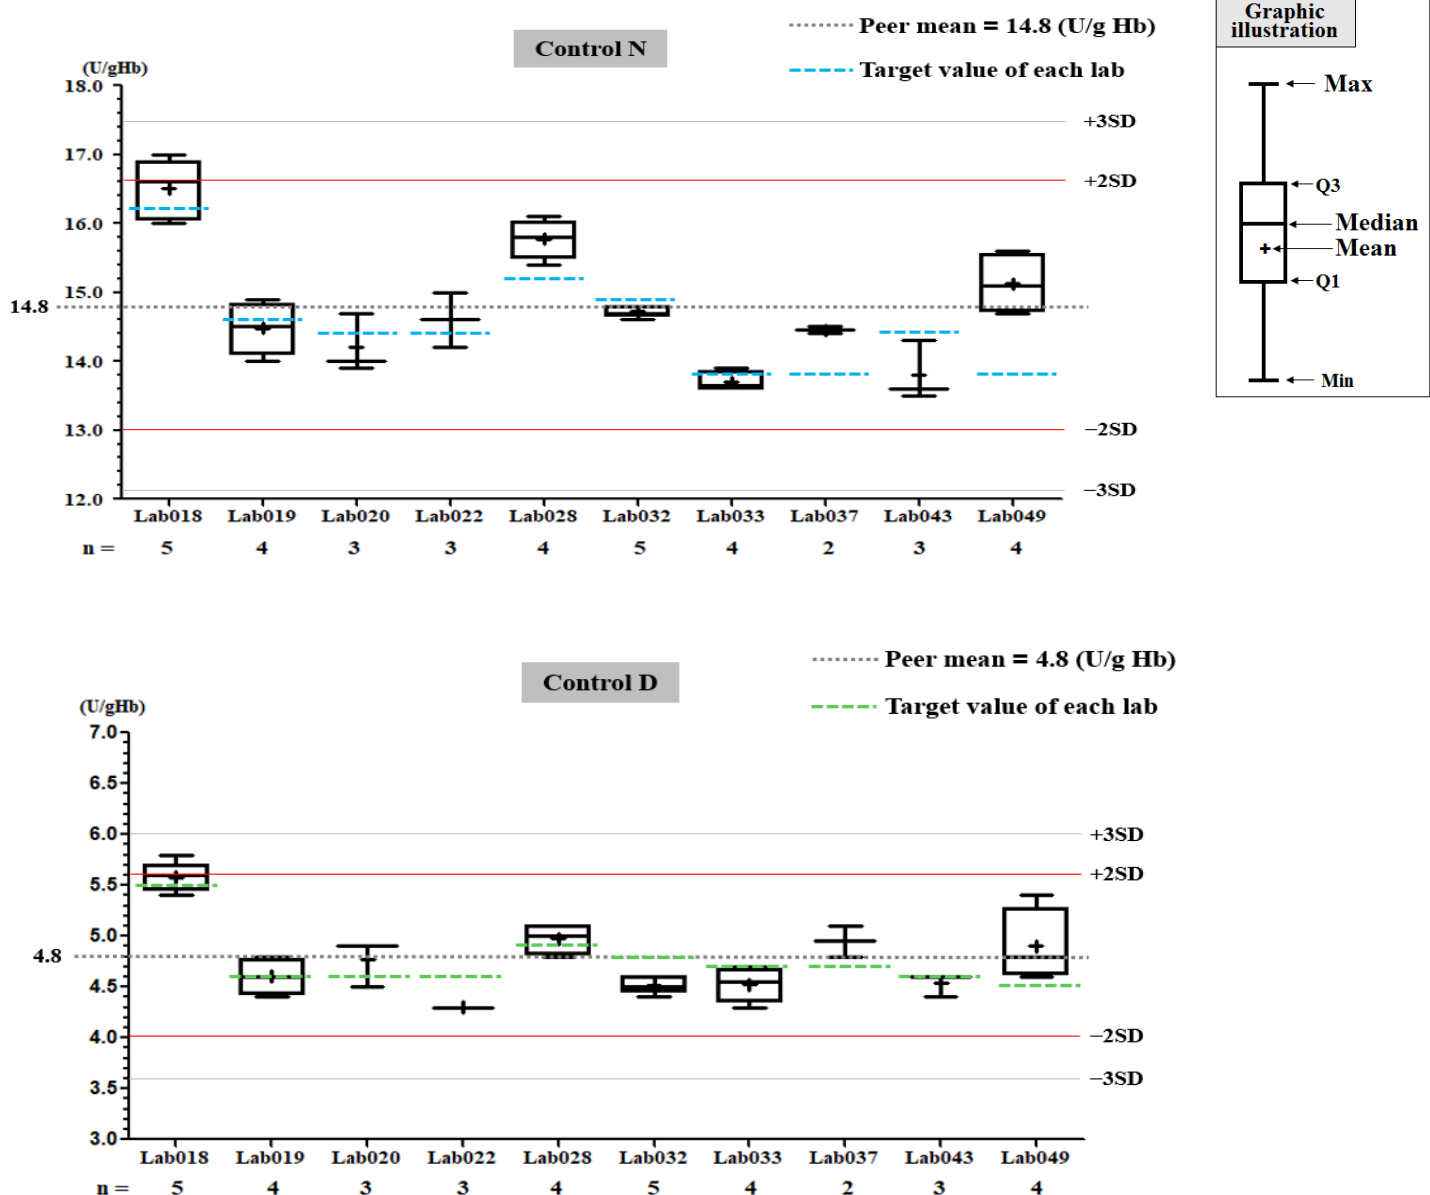 Peer mean = 14.8 (U/g Hb)
Control N
Target value of each lab
(U/gHb)
18.0
+3SD
17.0
+2SD
16.0
15.0
14.8
14.0
13.0
−2SD
12.0
−3SD
Lab018 Lab019 Lab020 Lab022 Lab028 Lab032 Lab033 Lab037 Lab043 Lab049
n = 5 4 3 3 4 5 4 2 3 4
Graphic
illustration
Max
Q3
Median
Mean
Q1
Min
Peer mean = 4.8 (U/g Hb)
Control D
Target value of each lab
(U/gHb)
7.0
6.5
6.0
+3SD
5.5
+2SD
5.0
4.8
4.5
4.0
−2SD
3.5
−3SD
3.0
Lab018 Lab019 Lab020 Lab022 Lab028 Lab032 Lab033 Lab037 Lab043 Lab049
n = 5 4 3 3 4 5 4 2 3 4